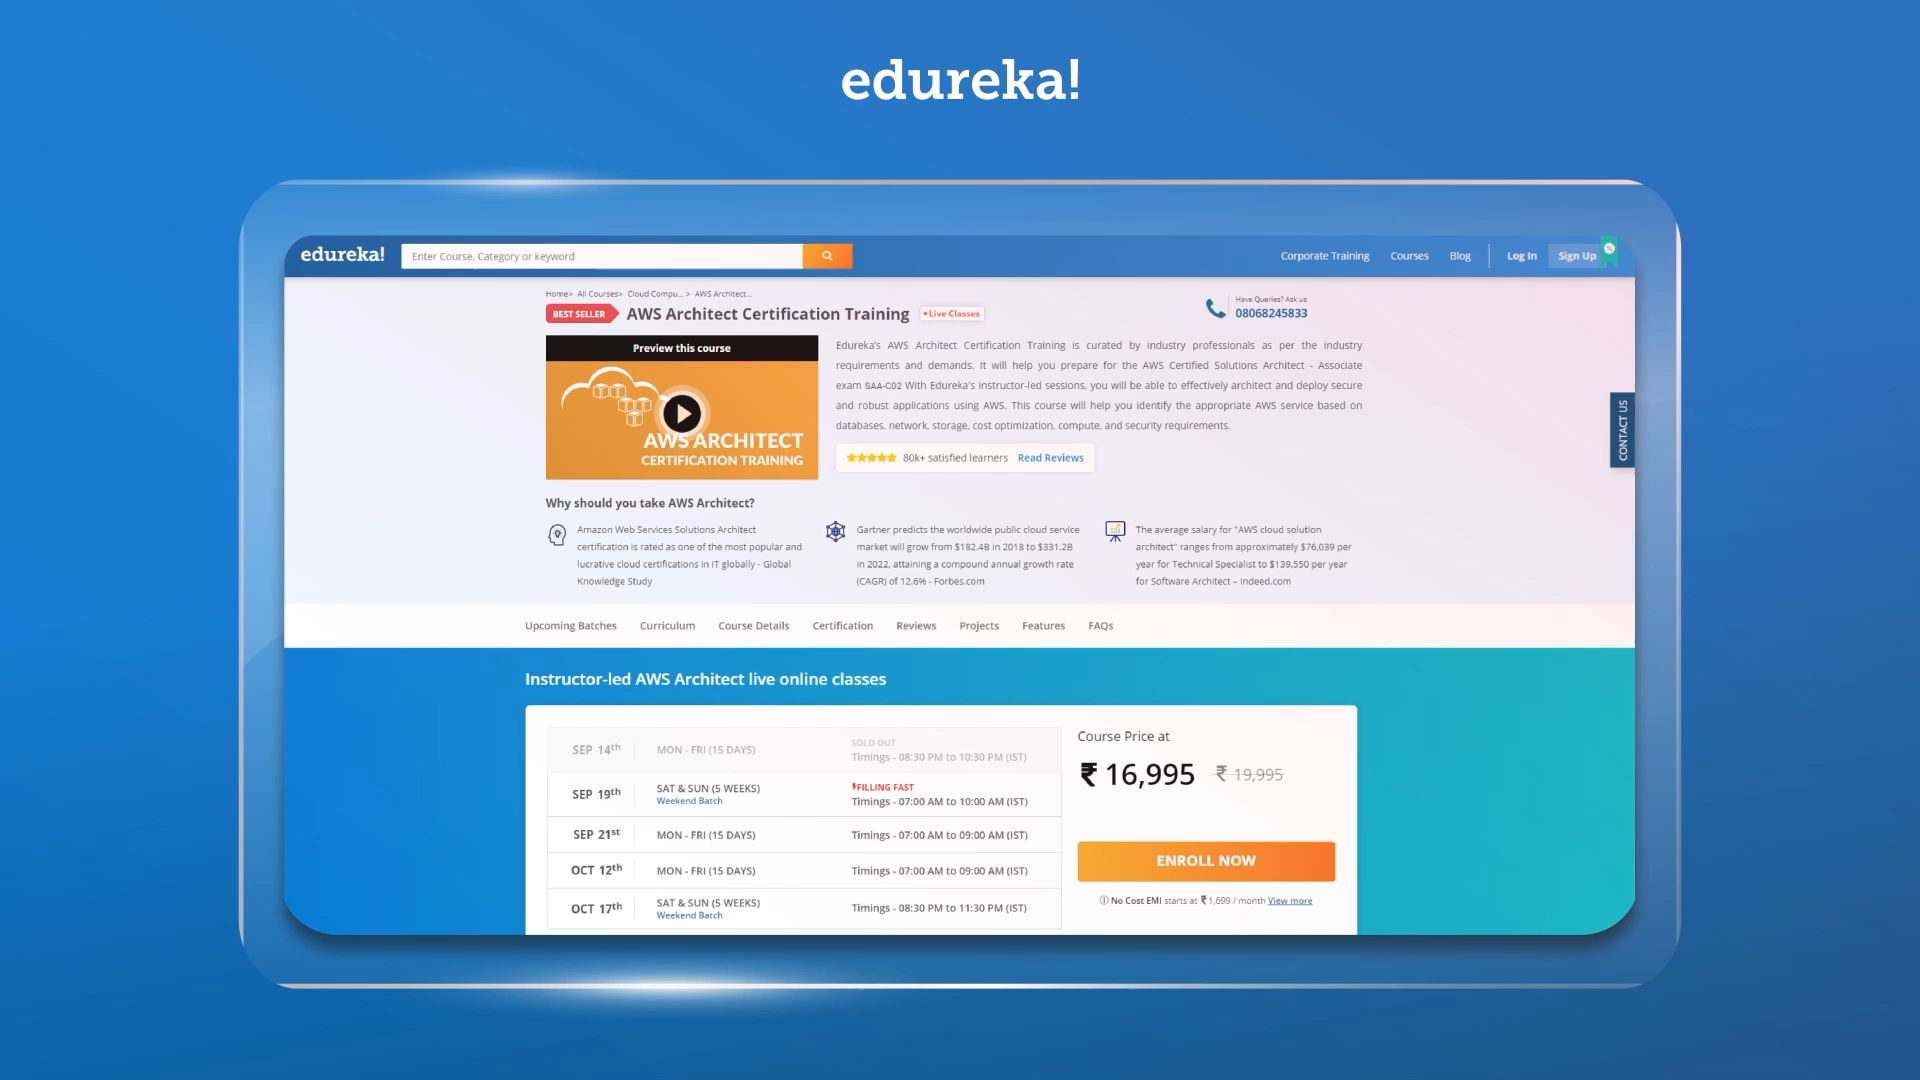 edureka!
edureka!
Enter Course, Category or keyword
Corporate Training
Courses
Blog
Log In
Sign Up
Home> All Courses> Cloud Compu... > AWS Architect...
BEST SELLER
AWS Architect Certification Training
Live Classes
Have Queries? Ask us
08068245833
Preview this course
AWS ARCHITECT
CERTIFICATION TRAINING
Edureka's AWS Architect Certification Training is curated by industry professionals as per the industry
requirements and demands. It will help you prepare for the AWS Certified Solutions Architect - Associate
exam SAA-C02 With Edureka's instructor-led sessions, you will be able to effectively architect and deploy secure
and robust applications using AWS. This course will help you identify the appropriate AWS service based on
databases, network, storage, cost optimization, compute, and security requirements.
80k+ satisfied learners Read Reviews
CONTACT US
Why should you take AWS Architect?
Amazon Web Services Solutions Architect
certification is rated as one of the most popular and
lucrative cloud certifications in IT globally - Global
Knowledge Study
Gartner predicts the worldwide public cloud service
market will grow from $182.4B in 2018 to $331.2B
in 2022, attaining a compound annual growth rate
(CAGR) of 12.6% - Forbes.com
The average salary for "AWS cloud solution
architect" ranges from approximately $76,039 per
year for Technical Specialist to $139,550 per year
for Software Architect – Indeed.com
Upcoming Batches
Curriculum
Course Details
Certification
Reviews
Projects
Features
FAQs
Instructor-led AWS Architect live online classes
SEP 14th
MON - FRI (15 DAYS)
SOLD OUT
Timings - 08:30 PM to 10:30 PM (IST)
SEP 19th
SAT & SUN (5 WEEKS)
Weekend Batch
FILLING FAST
Timings - 07:00 AM to 10:00 AM (IST)
SEP 21st
MON - FRI (15 DAYS)
Timings - 07:00 AM to 09:00 AM (IST)
OCT 12th
MON - FRI (15 DAYS)
Timings - 07:00 AM to 09:00 AM (IST)
OCT 17th
SAT & SUN (5 WEEKS)
Weekend Batch
Timings - 08:30 PM to 11:30 PM (IST)
Course Price at
₹ 16,995 ₹ 19,995
ENROLL NOW
No Cost EMI starts at ₹ 1,699 / month View more